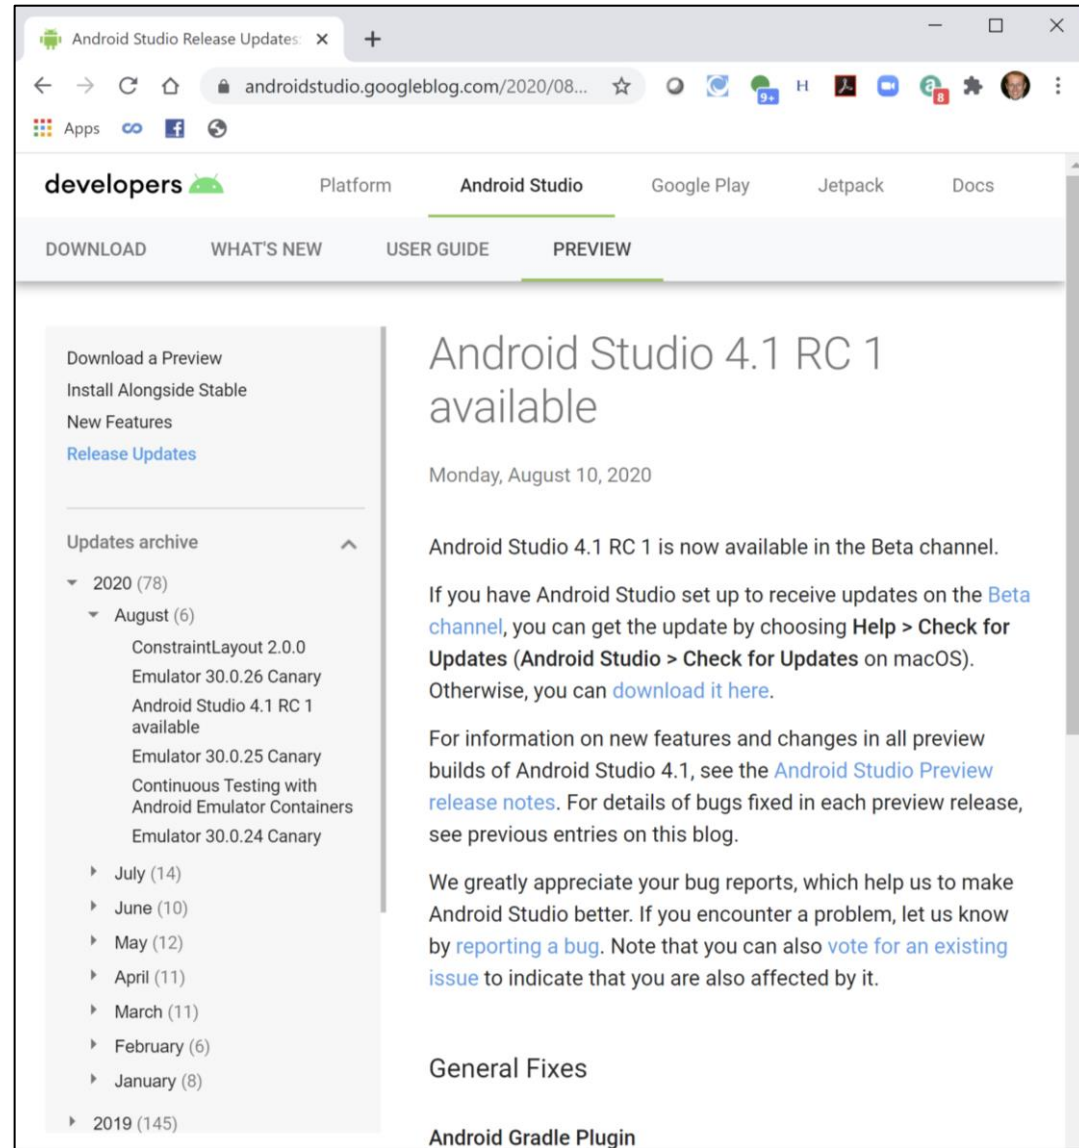 Android Studio Release Updates:
androidstudio.googleblog.com/2020/08...
9+
H
8
Apps
developers
Platform
Android Studio
Google Play
Jetpack
Docs
DOWNLOAD
WHAT'S NEW
USER GUIDE
PREVIEW
Download a Preview
Install Alongside Stable
New Features
Release Updates
Updates archive
2020 (78)
August (6)
ConstraintLayout 2.0.0
Emulator 30.0.26 Canary
Android Studio 4.1 RC 1
available
Emulator 30.0.25 Canary
Continuous Testing with
Android Emulator Containers
Emulator 30.0.24 Canary
July (14)
June (10)
May (12)
April (11)
March (11)
February (6)
January (8)
2019 (145)
Android Studio 4.1 RC 1
available
Monday, August 10, 2020
Android Studio 4.1 RC 1 is now available in the Beta channel.
If you have Android Studio set up to receive updates on the Beta
channel, you can get the update by choosing Help > Check for
Updates (Android Studio > Check for Updates on macOS).
Otherwise, you can download it here.
For information on new features and changes in all preview
builds of Android Studio 4.1, see the Android Studio Preview
release notes. For details of bugs fixed in each preview release,
see previous entries on this blog.
We greatly appreciate your bug reports, which help us to make
Android Studio better. If you encounter a problem, let us know
by reporting a bug. Note that you can also vote for an existing
issue to indicate that you are also affected by it.
General Fixes
Android Gradle Plugin